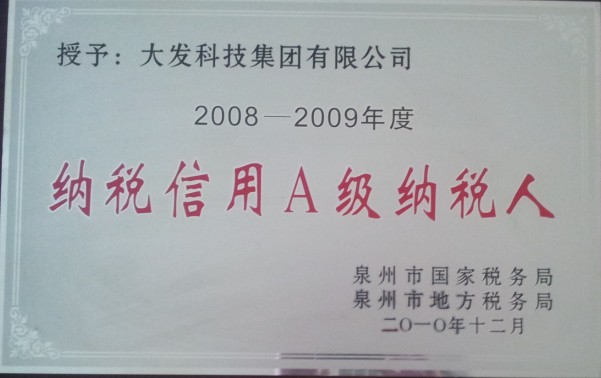 授予：大发科技集团有限公司
2008—2009年度
纳税信用A级纳税人
泉州市国家税务局
泉州市地方税务局
二〇一〇年十二月